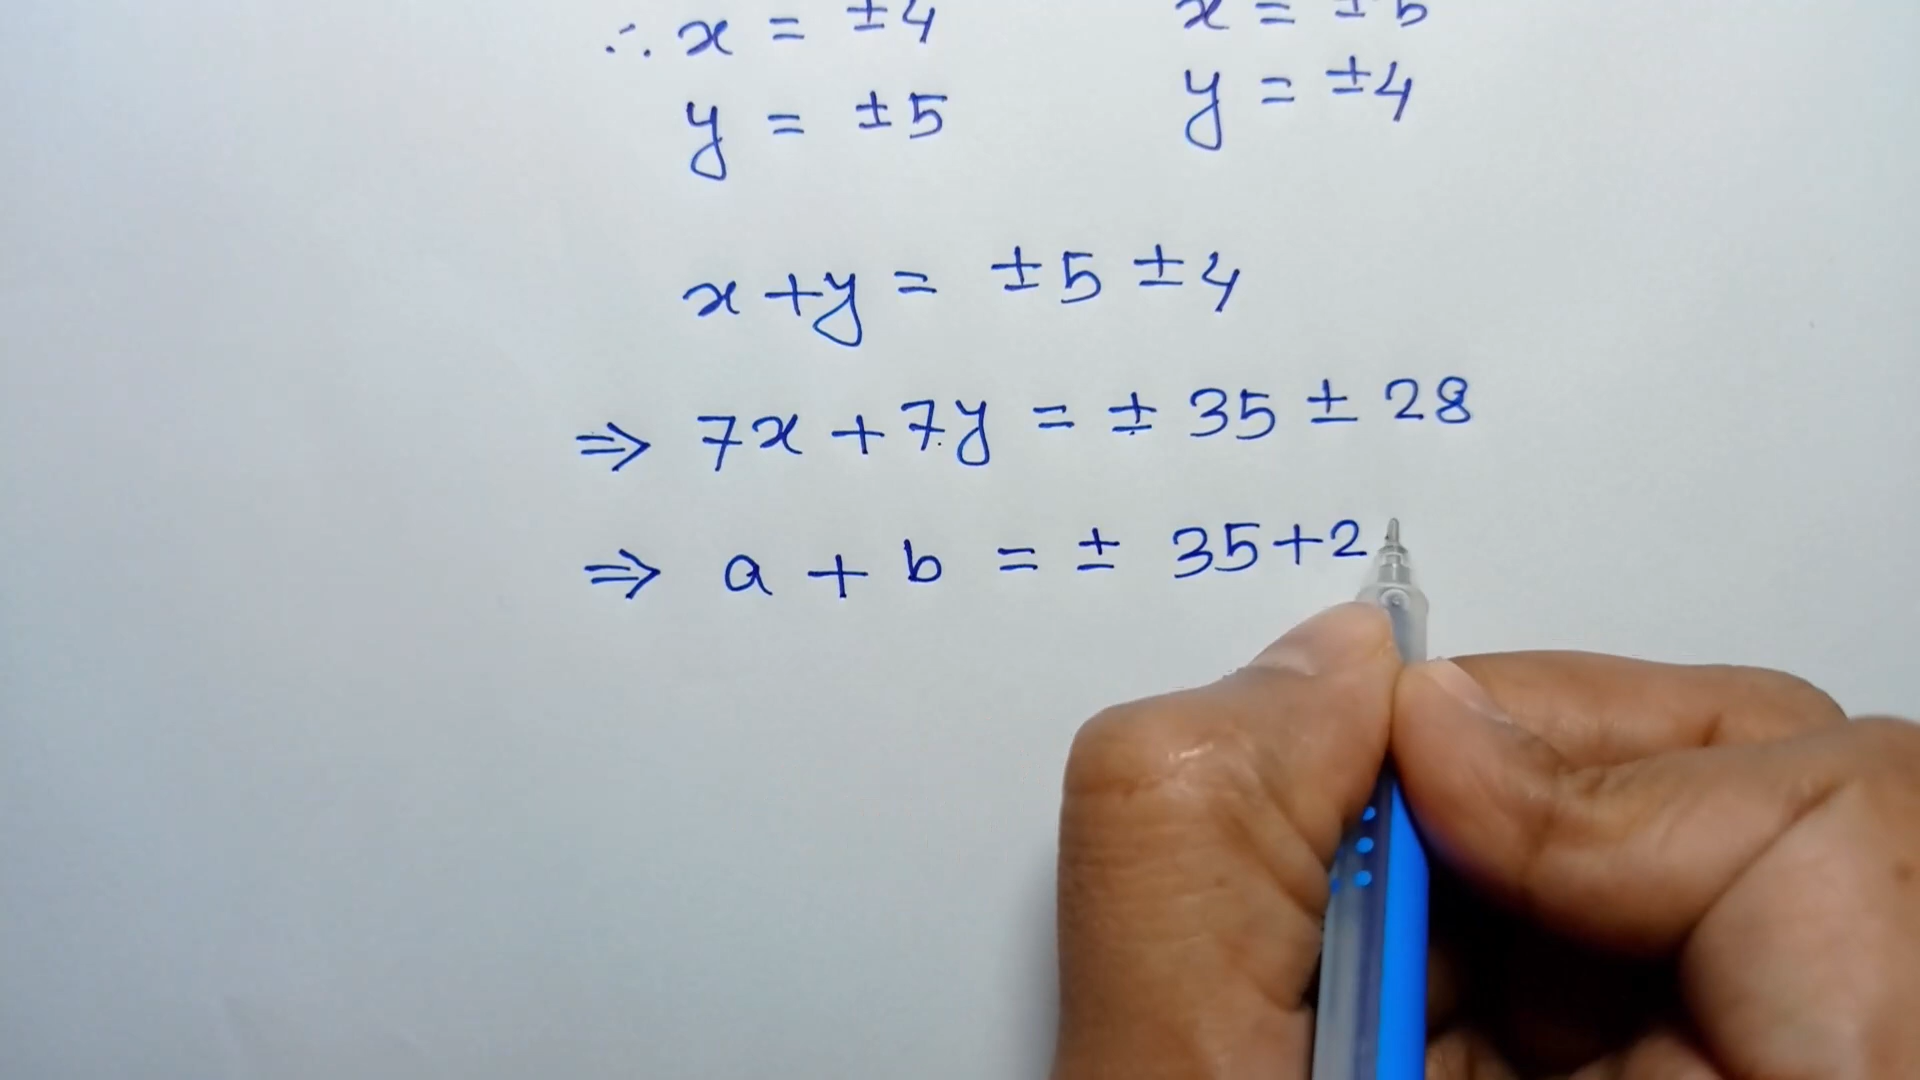 ∴ x = ±4 x = ±5
y = ±5 y = ±4
x + y = ±5 ±4
⇒ 7x + 7y = ± 35 ± 28
⇒ a + b = ± 35 + 2